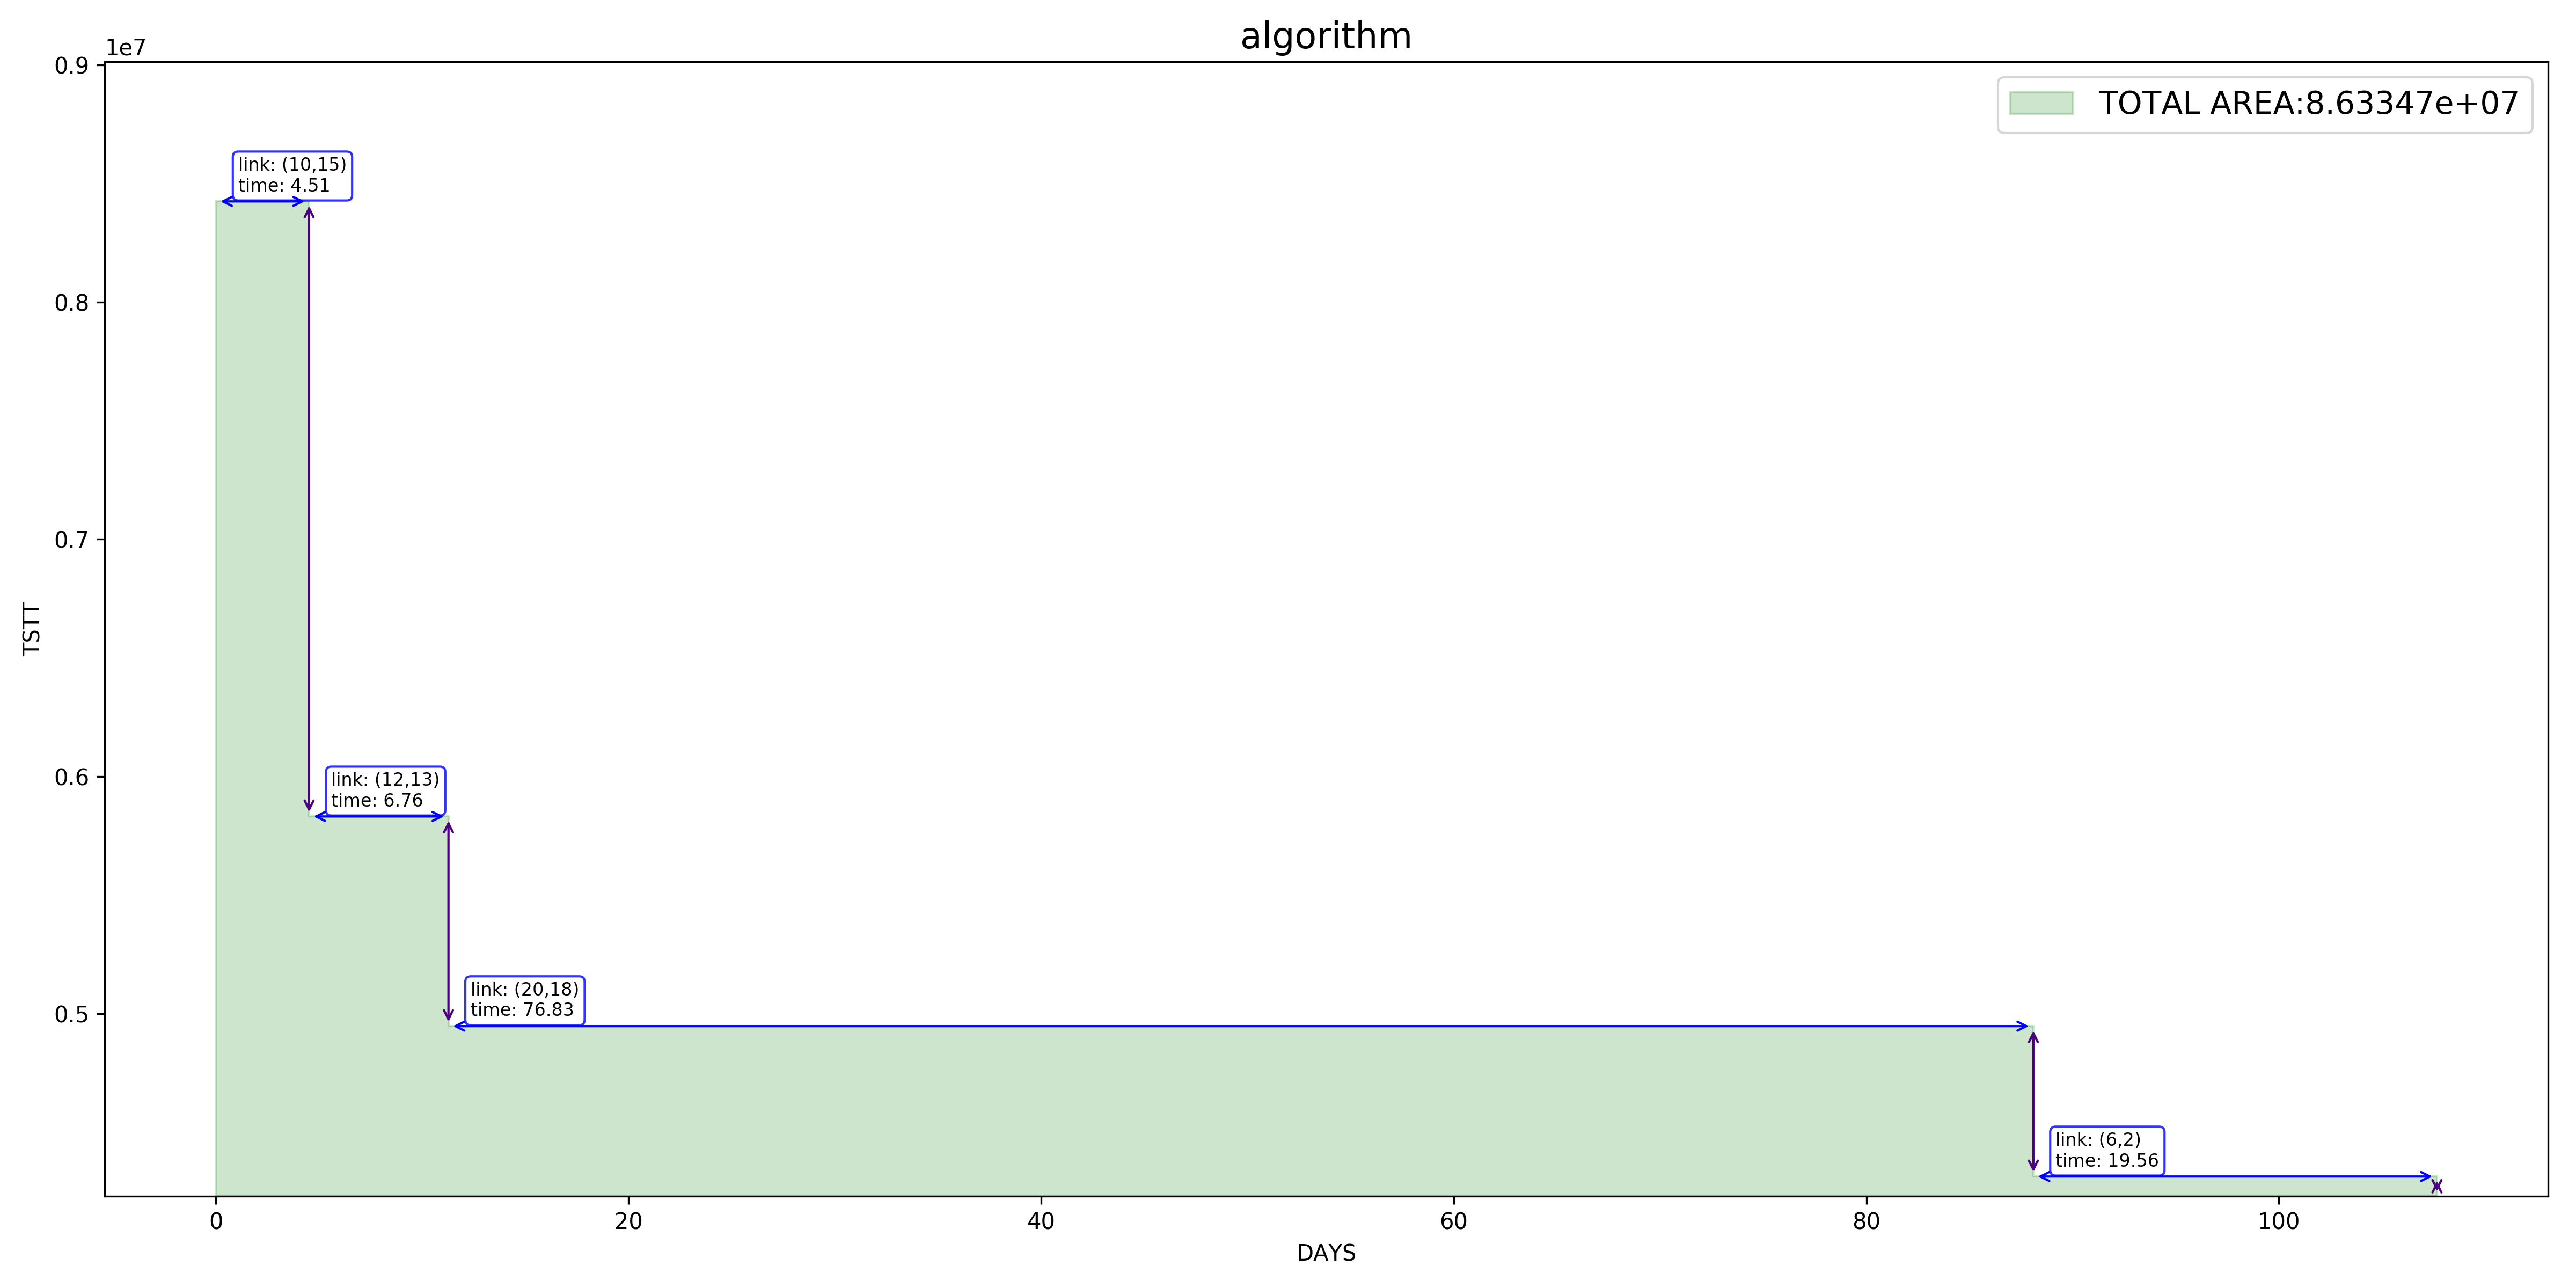 algorithm
1e7
0.9
0.8
0.7
0.6
0.5
TSTT
TOTAL AREA:8.63347e+07
link: (10,15)
time: 4.51
link: (12,13)
time: 6.76
link: (20,18)
time: 76.83
link: (6,2)
time: 19.56
0
20
40
60
80
100
DAYS